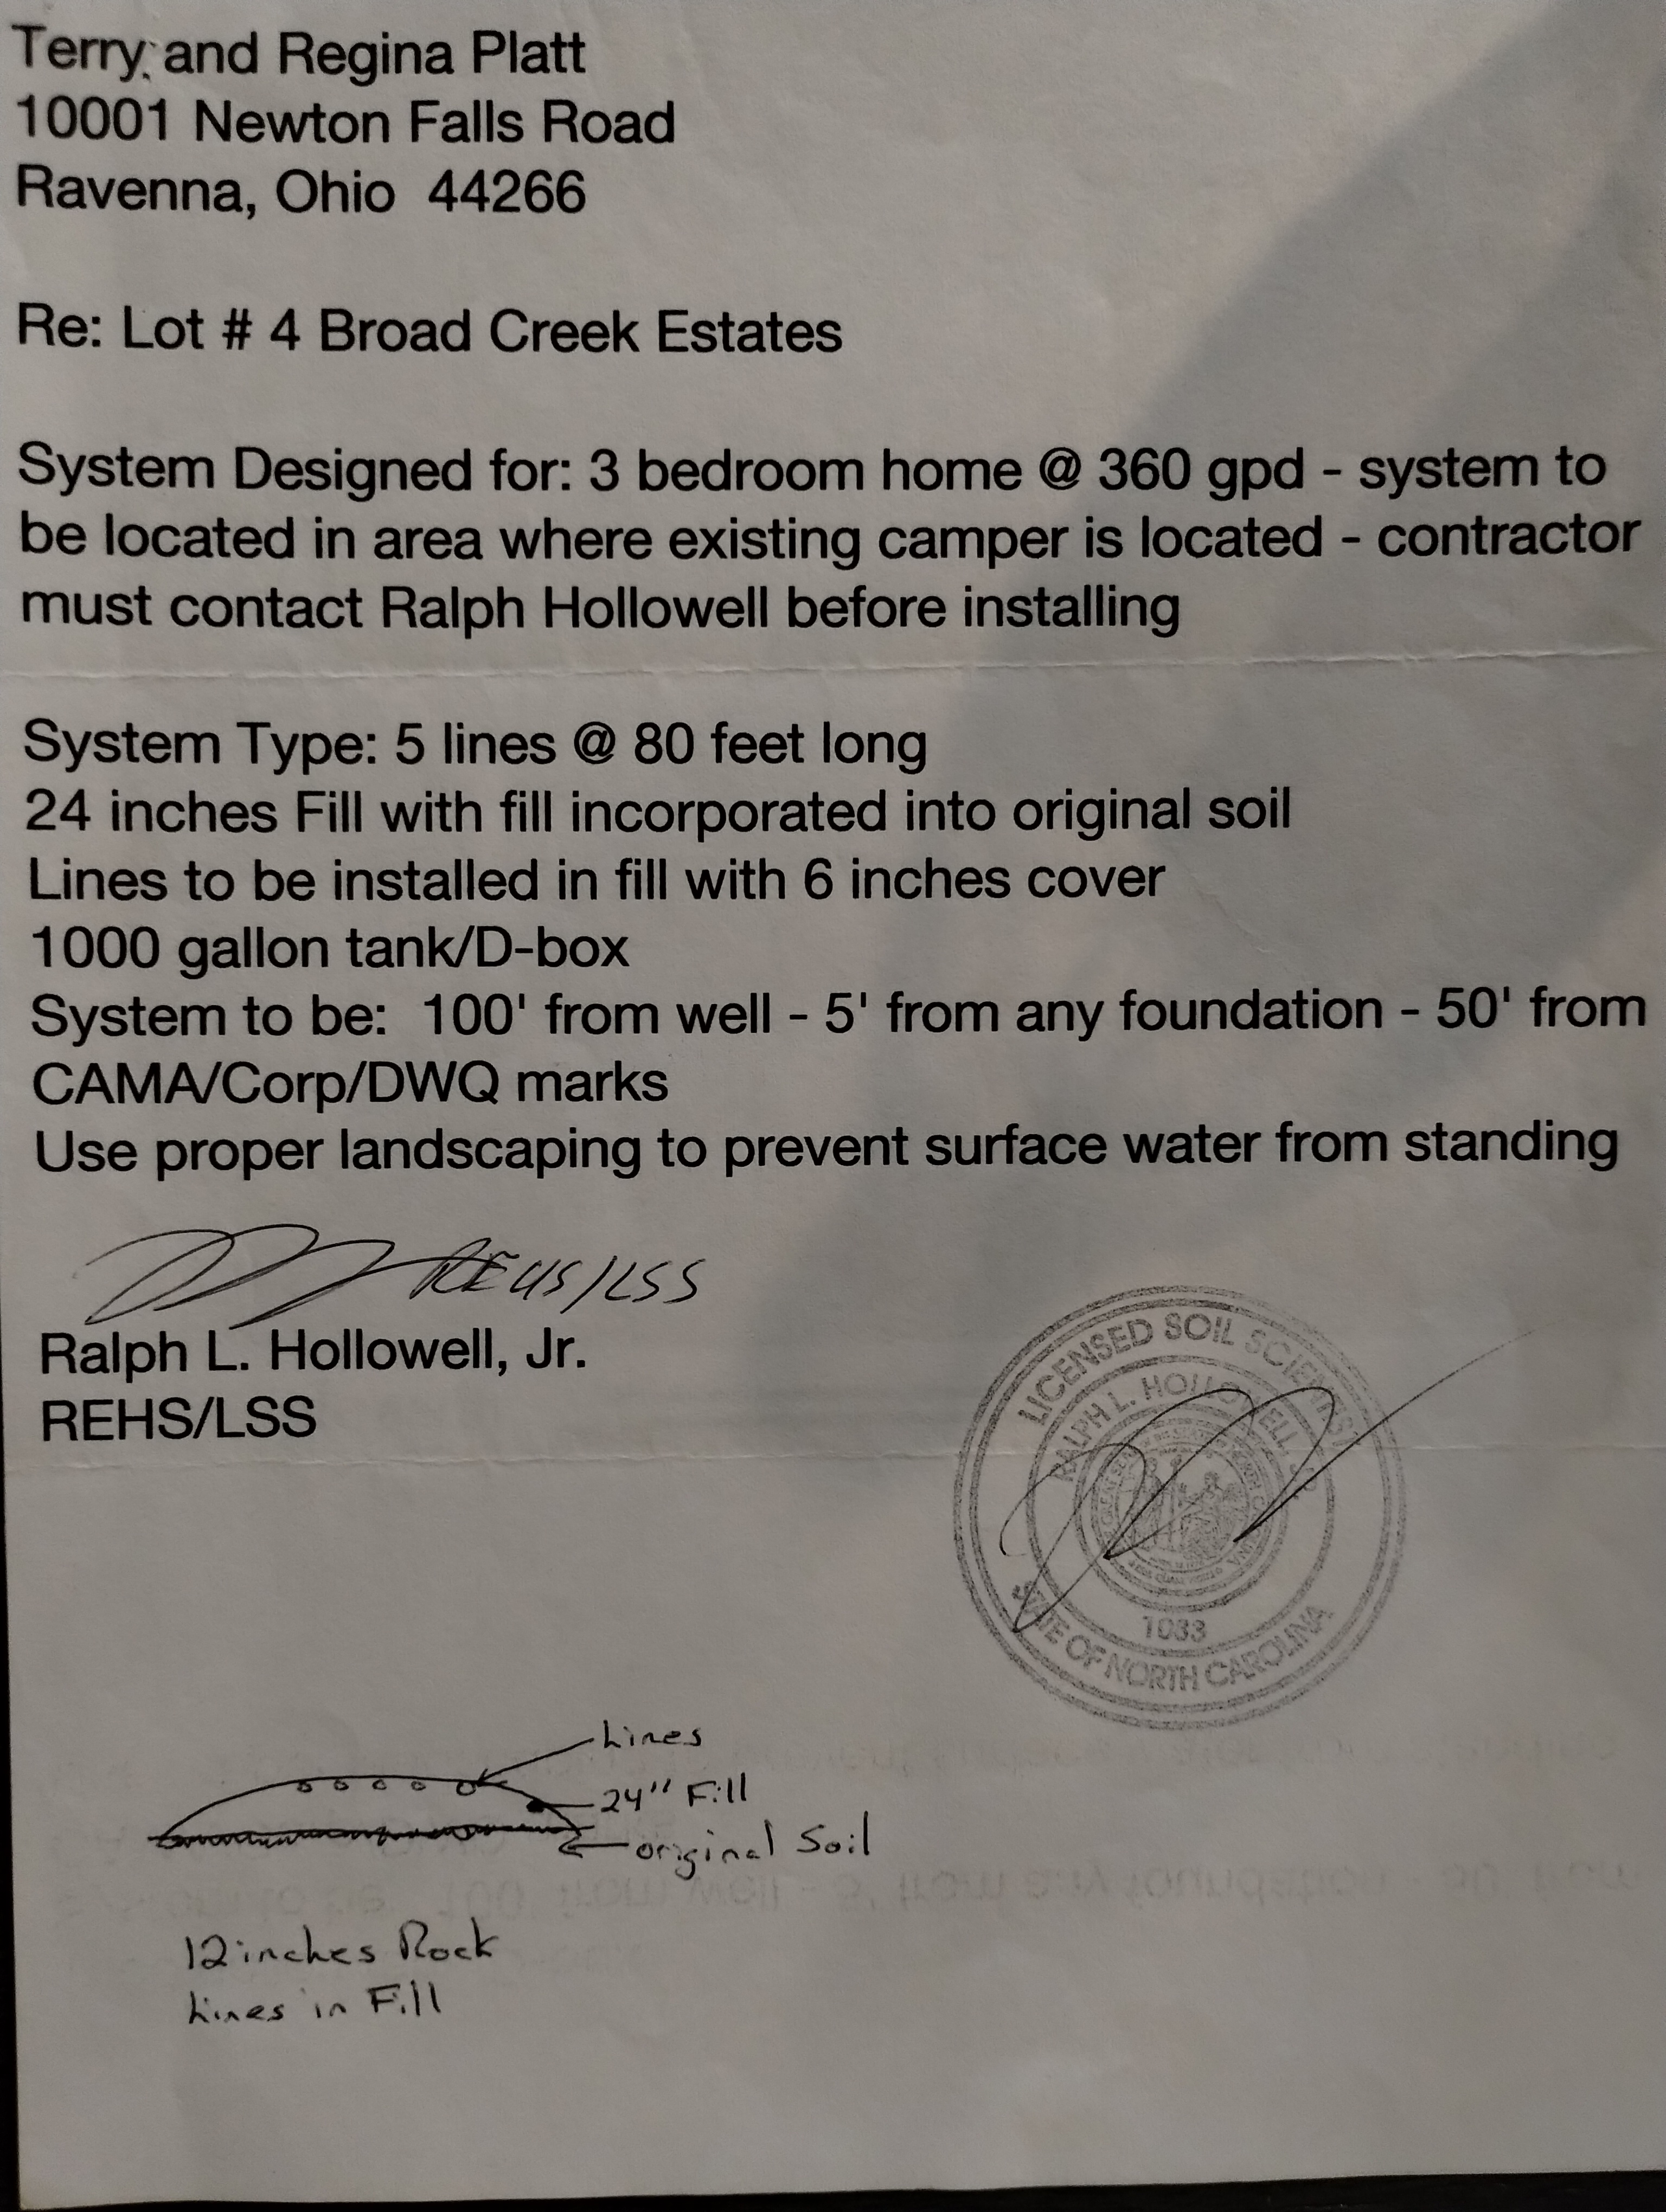 Terry and Regina Platt
10001 Newton Falls Road
Ravenna, Ohio 44266
Re: Lot # 4 Broad Creek Estates
System Designed for: 3 bedroom home @ 360 gpd - system to
be located in area where existing camper is located - contractor
must contact Ralph Hollowell before installing
System Type: 5 lines @ 80 feet long
24 inches Fill with fill incorporated into original soil
Lines to be installed in fill with 6 inches cover
1000 gallon tank/D-box
System to be: 100' from well - 5' from any foundation - 50' from
CAMA/Corp/DWQ marks
Use proper landscaping to prevent surface water from standing
REHS/LSS
Ralph L. Hollowell, Jr.
REHS/LSS
LICENSED SOIL SCIENTIST
RALPH L. HOLLOWELL, JR.
1033
STATE OF NORTH CAROLINA
Lines
24" Fill
original Soil
12 inches Rock
Lines in Fill